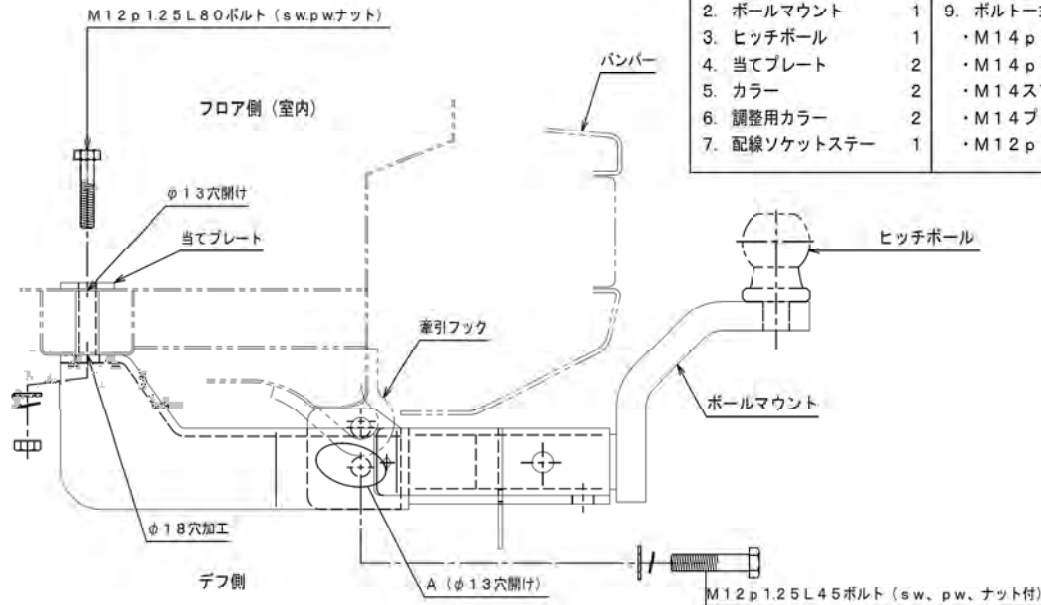 M12p1.25L80ボルト(sw.pwナット)
2. ボールマウント 1
3. ヒッチボール 1
4. 当てプレート 2
5. カラー 2
6. 調整用カラー 2
7. 配線ソケットステー 1
9. ボルト一
・M14p
・M14p
・M14ス
・M14プ
・M12p
バンパー
フロア側(室内)
φ13穴開け
当てプレート
ヒッチボール
牽引フック
ボールマウント
φ18穴加工
デフ側
A(φ13穴開け)
M12p1.25L45ボルト(sw、pw、ナット付)